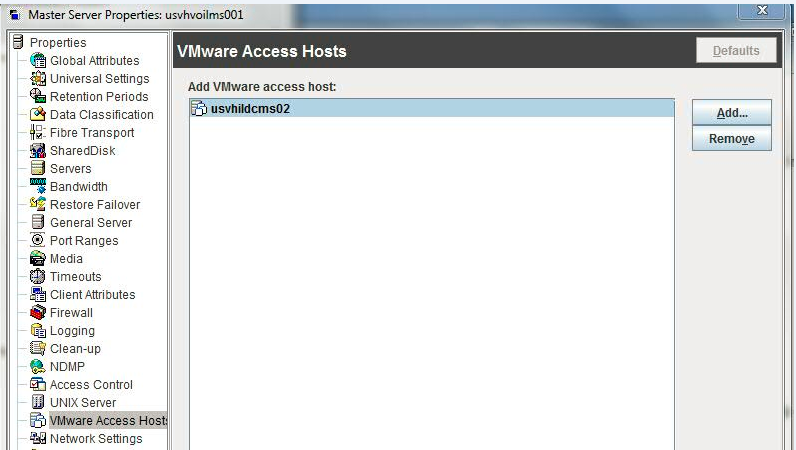 Master Server Properties: usvhvoilms001
Properties
Global Attributes
Universal Settings
Retention Periods
Data Classification
Fibre Transport
SharedDisk
Servers
Bandwidth
Restore Failover
General Server
Port Ranges
Media
Timeouts
Client Attributes
Firewall
Logging
Clean-up
NDMP
Access Control
UNIX Server
VMware Access Hosts
Network Settings
VMware Access Hosts
Defaults
Add VMware access host:
usvhildcms02
Add...
Remove